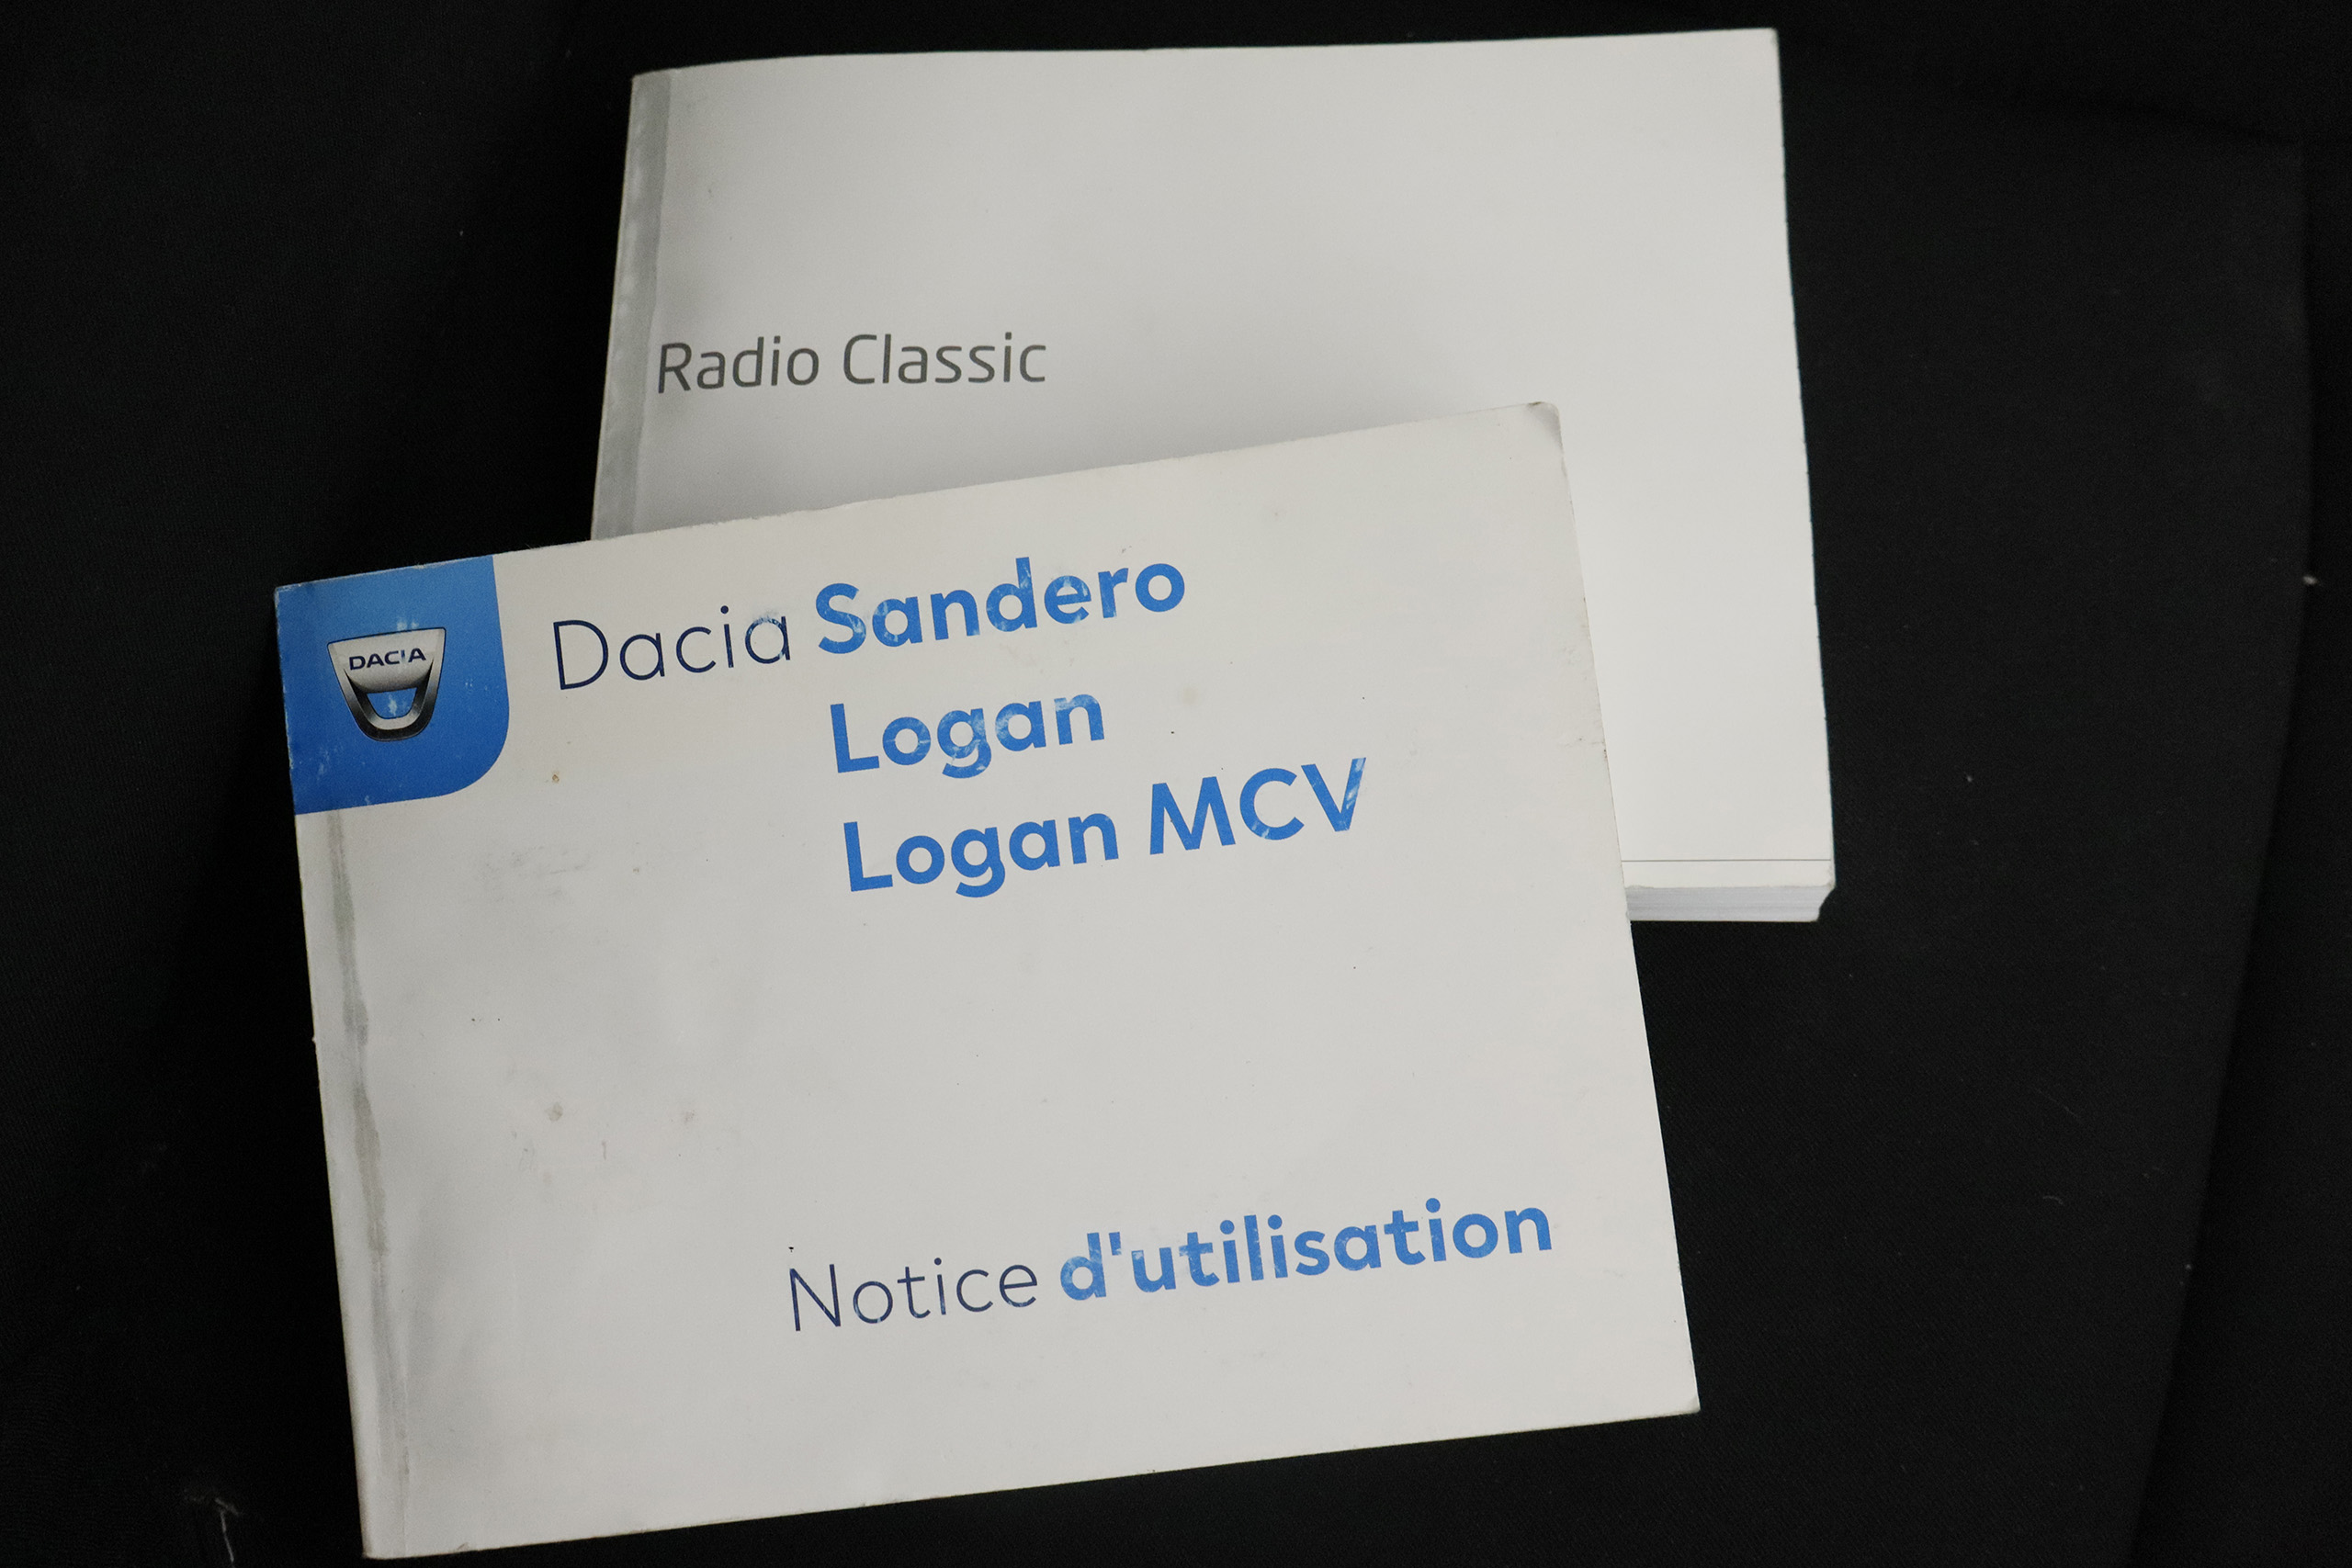 Radio Classic
DACIA
Dacia Sandero
Logan
Logan MCV
Notice d'utilisation